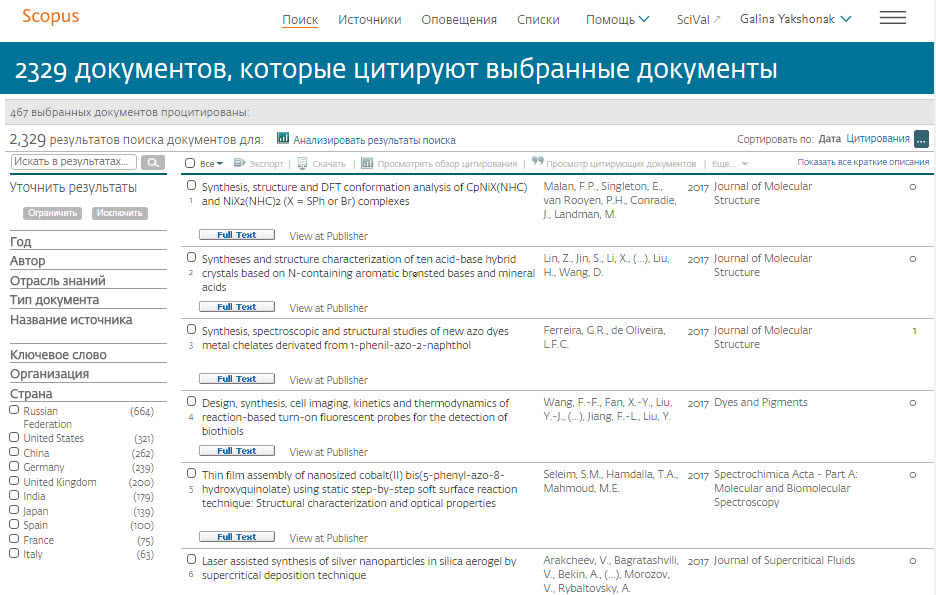 Scopus
Поиск Источники Оповещения Списки Помощь SciVal Galina Yakshonak
2329 документов, которые цитируют выбранные документы
467 выбранных документов процитированы:
2,329 результатов поиска документов для: Анализировать результаты поиска
Сортировать по: Дата Цитирования ...
Искать в результатах...
Все Экспорт | Скачать | Просмотреть обзор цитирования | Просмотр цитирующих документов | Еще...
Показать все краткие описания
Уточнить результаты
Ограничить Исключить
Год
Автор
Отрасль знаний
Тип документа
Название источника
Ключевое слово
Организация
Страна
Russian (664)
Federation
United States (321)
China (262)
Germany (239)
United Kingdom (200)
India (179)
Japan (139)
Spain (100)
France (75)
Italy (63)
1
Synthesis, structure and DFT conformation analysis of CpNiX(NHC)
and NiX2(NHC)2 (X = SPh or Br) complexes
Malan, F.P., Singleton, E.,
van Rooyen, P.H., Conradie,
J., Landman, M.
2017
Journal of Molecular
Structure
0
Full Text View at Publisher
2
Syntheses and structure characterization of ten acid-base hybrid
crystals based on N-containing aromatic brønsted bases and mineral
acids
Lin, Z., Jin, S., Li, X., (...), Liu,
H., Wang, D.
2017
Journal of Molecular
Structure
0
Full Text View at Publisher
3
Synthesis, spectroscopic and structural studies of new azo dyes
metal chelates derived from 1-phenil-azo-2-naphthol
Ferreira, G.R., de Oliveira,
L.F.C.
2017
Journal of Molecular
Structure
1
Full Text View at Publisher
4
Design, synthesis, cell imaging, kinetics and thermodynamics of
reaction-based turn-on fluorescent probes for the detection of
biothiols
Wang, F.-F., Fan, X.-Y., Liu,
Y.-J., (...), Jiang, F.-L., Liu, Y.
2017
Dyes and Pigments
0
Full Text View at Publisher
5
Thin film assembly of nanosized cobalt(II) bis(5-phenyl-azo-8-
hydroxyquinolate) using static step-by-step soft surface reaction
technique: Structural characterization and optical properties
Seleim, S.M., Hamdalla, T.A.,
Mahmoud, M.E.
2017
Spectrochimica Acta - Part A:
Molecular and Biomolecular
Spectroscopy
0
Full Text View at Publisher
6
Laser assisted synthesis of silver nanoparticles in silica aerogel by
supercritical deposition technique
Arakcheev, V., Bagratashvili,
V., Bekin, A., (...), Morozov,
V., Rybaltovsky, A.
2017
Journal of Supercritical Fluids
0